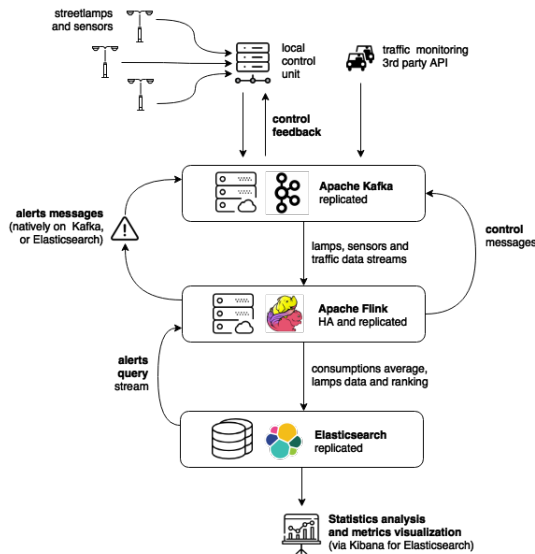 streetlamps
and sensors
local
control
unit
traffic monitoring
3rd party API
control
feedback
Apache Kafka
replicated
alerts messages
(natively on Kafka,
or Elasticsearch)
control
messages
lamps, sensors and
traffic data streams
Apache Flink
HA and replicated
alerts
query
stream
consumptions average,
lamps data and ranking
Elasticsearch
replicated
Statistics analysis
and metrics visualization
(via Kibana for Elasticsearch)